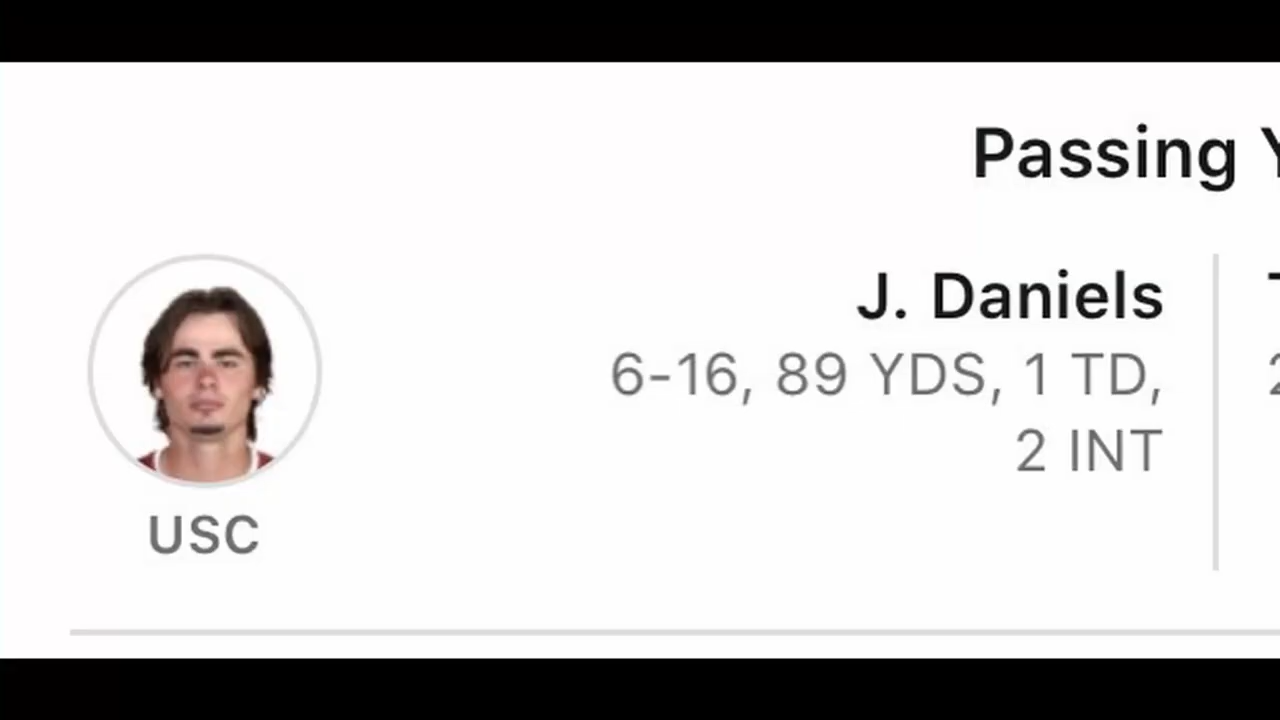 Passing
J. Daniels
6-16, 89 YDS, 1 TD,
2 INT
USC